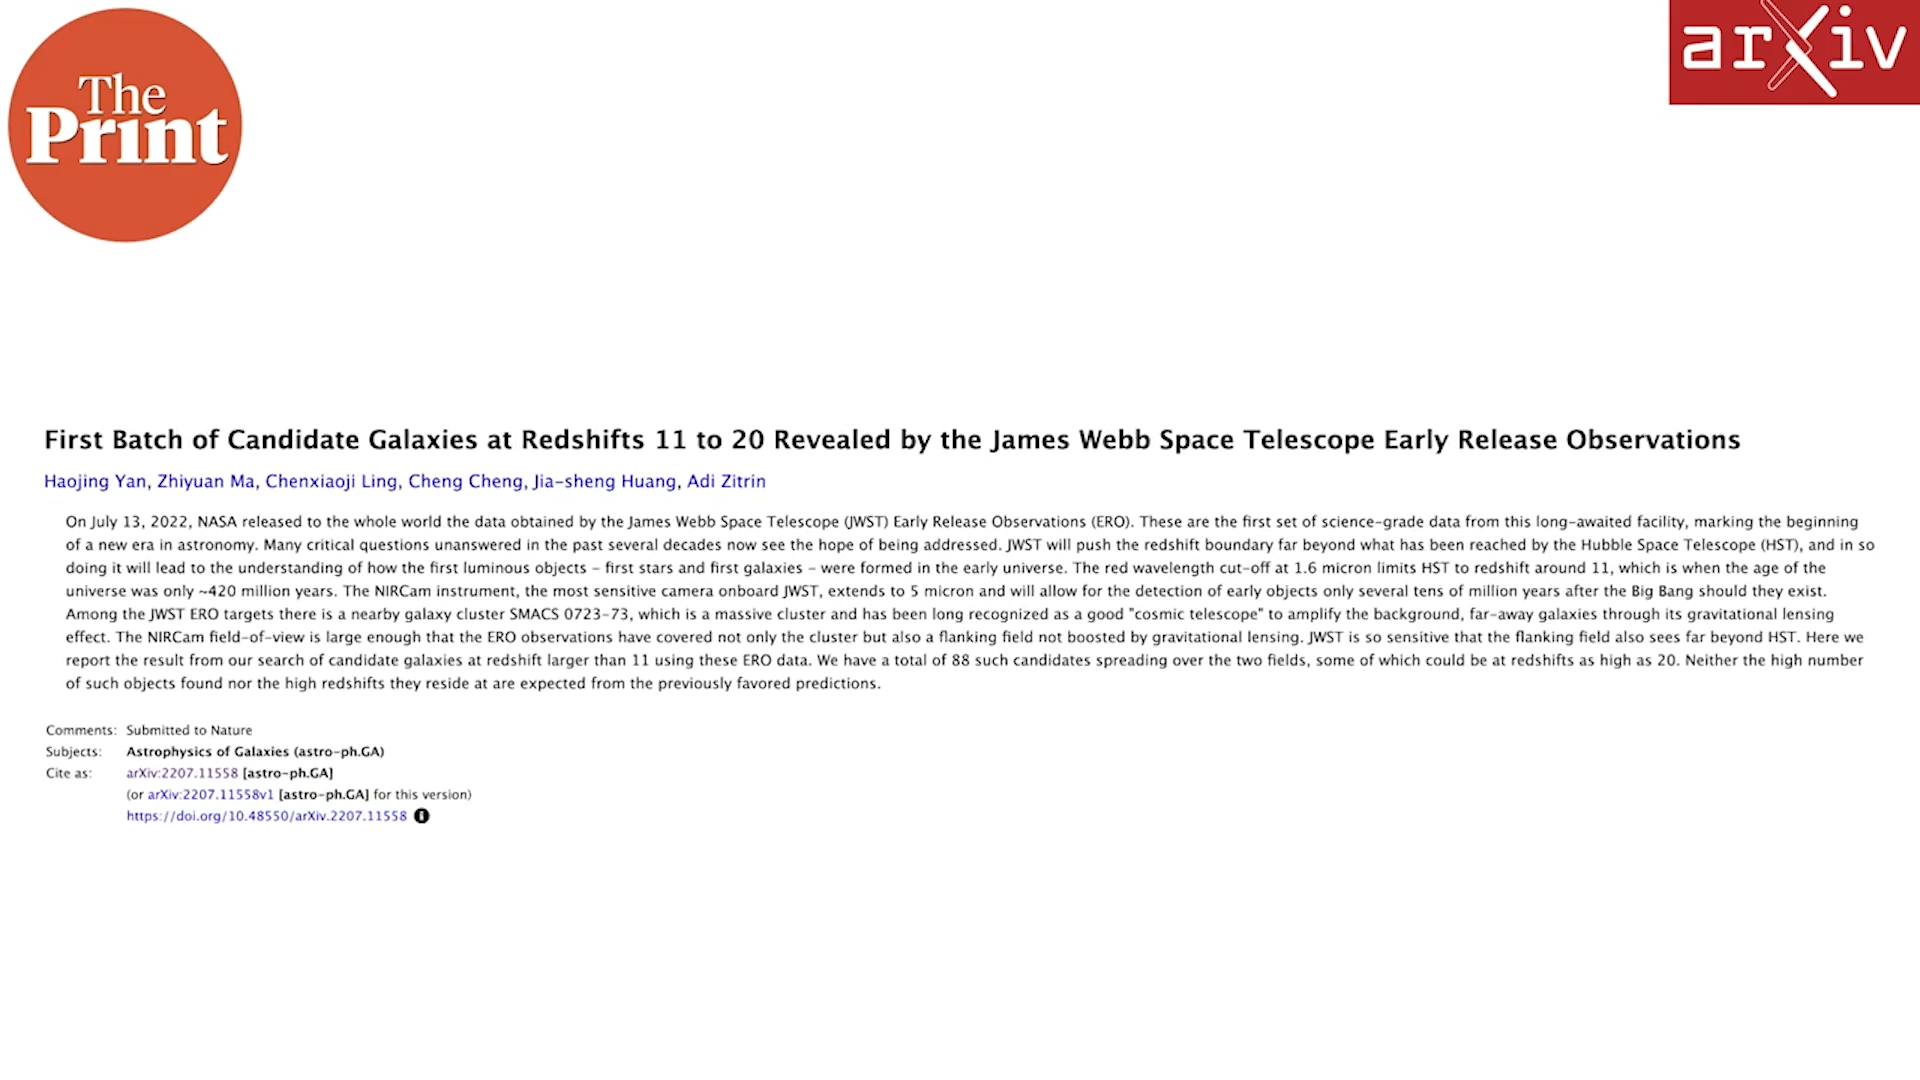 The
Print
arXiv
First Batch of Candidate Galaxies at Redshifts 11 to 20 Revealed by the James Webb Space Telescope Early Release Observations
Haojing Yan, Zhiyuan Ma, Chenxiaoji Ling, Cheng Cheng, Jia-sheng Huang, Adi Zitrin
On July 13, 2022, NASA released to the whole world the data obtained by the James Webb Space Telescope (JWST) Early Release Observations (ERO). These are the first set of science-grade data from this long-awaited facility, marking the beginning
of a new era in astronomy. Many critical questions unanswered in the past several decades now see the hope of being addressed. JWST will push the redshift boundary far beyond what has been reached by the Hubble Space Telescope (HST), and in so
doing it will lead to the understanding of how the first luminous objects – first stars and first galaxies – were formed in the early universe. The red wavelength cut-off at 1.6 micron limits HST to redshift around 11, which is when the age of the
universe was only ~420 million years. The NIRCam instrument, the most sensitive camera onboard JWST, extends to 5 micron and will allow for the detection of early objects only several tens of million years after the Big Bang should they exist.
Among the JWST ERO targets there is a nearby galaxy cluster SMACS 0723-73, which is a massive cluster and has been long recognized as a good "cosmic telescope" to amplify the background, far-away galaxies through its gravitational lensing
effect. The NIRCam field-of-view is large enough that the ERO observations have covered not only the cluster but also a flanking field not boosted by gravitational lensing. JWST is so sensitive that the flanking field also sees far beyond HST. Here we
report the result from our search of candidate galaxies at redshift larger than 11 using these ERO data. We have a total of 88 such candidates spreading over the two fields, some of which could be at redshifts as high as 20. Neither the high number
of such objects found nor the high redshifts they reside at are expected from the previously favored predictions.
Comments: Submitted to Nature
Subjects: Astrophysics of Galaxies (astro-ph.GA)
Cite as: arXiv:2207.11558 [astro-ph.GA]
(or arXiv:2207.11558v1 [astro-ph.GA] for this version)
https://doi.org/10.48550/arXiv.2207.11558